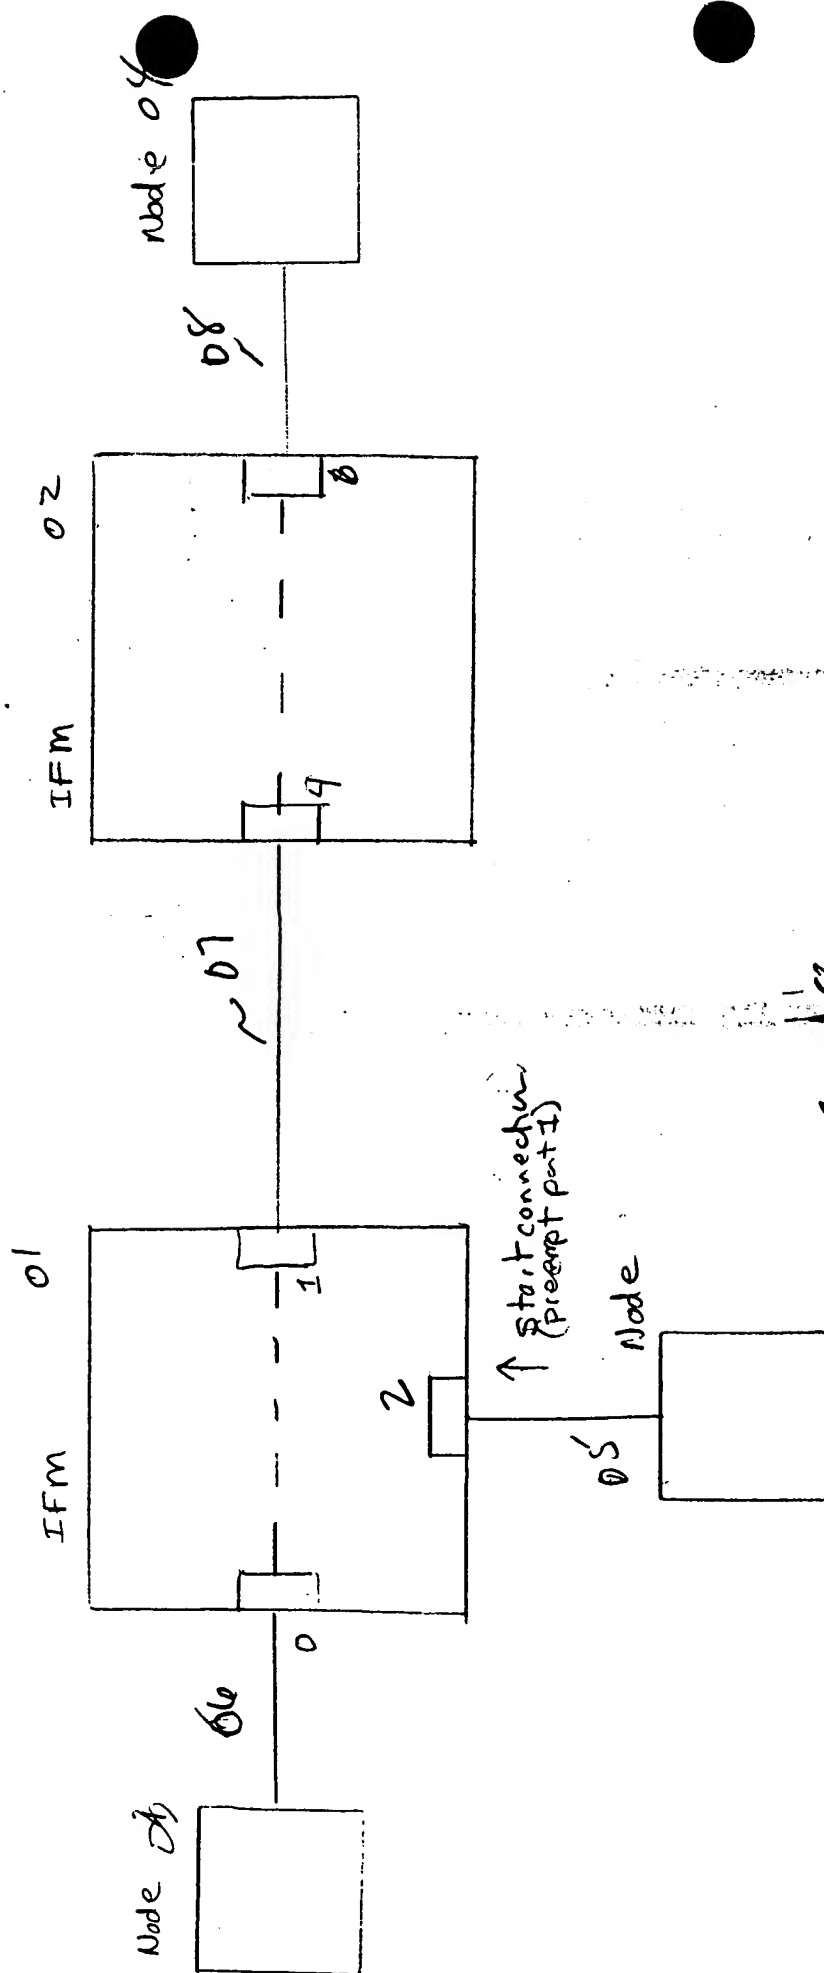 IFM 01
IFM 02
Node
06
0
1
2
07
4
8
08
Node 04
↑ start connection
(preempt port 1)
05
Node